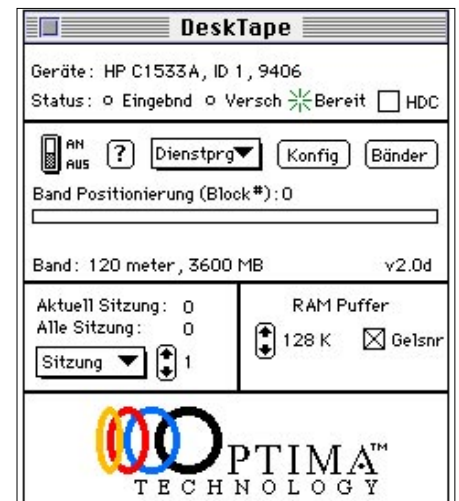 DeskTape
Geräte: HP C1533A, ID 1, 9406
Status: Eingebnd Versch Bereit HDC
AN
AUS
? Dienstprg Konfig Bänder
Band Positionierung (Block#):0
Band: 120 meter, 3600 MB v2.0d
Aktuell Sitzung: 0
Alle Sitzung: 0
Sitzung 1
RAM Puffer
128 K Gelsnr
OPTIMA™
TECHNOLOGY